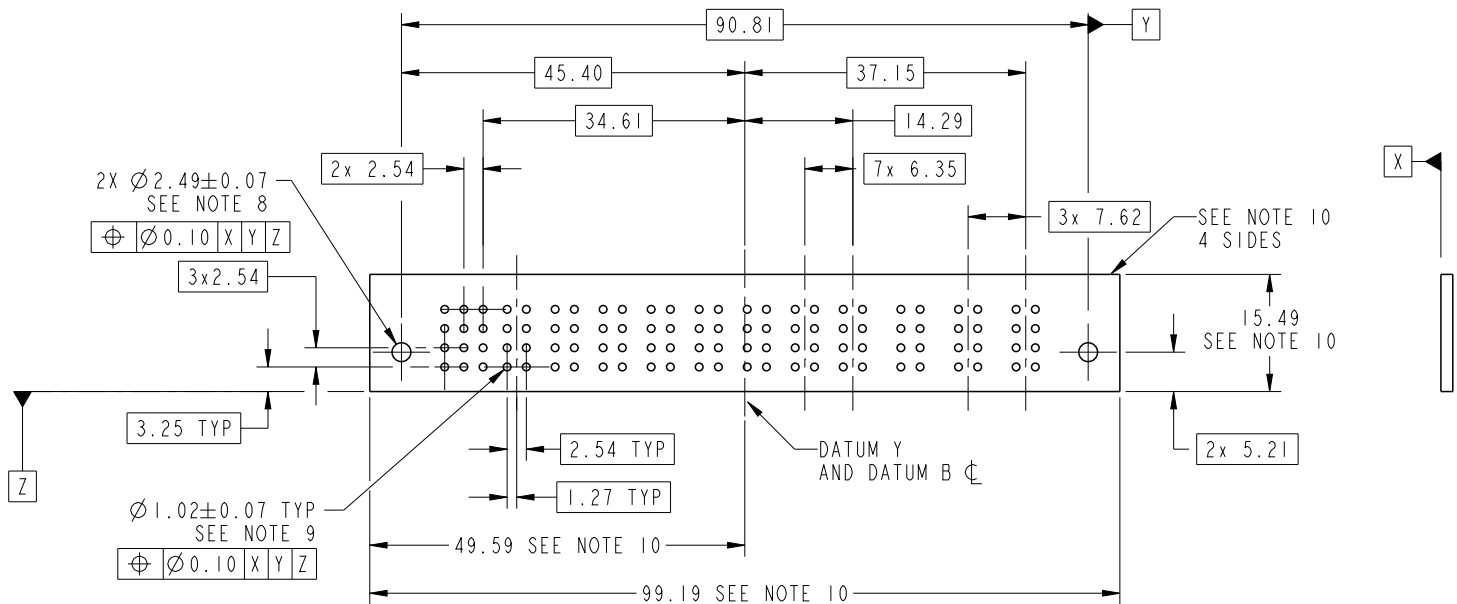 90.81
Y
45.40
37.15
34.61
14.29
2x 2.54
7x 6.35
X
2X Ø2.49±0.07
SEE NOTE 8
⌖ Ø0.10 X Y Z
3x 7.62
SEE NOTE 10
4 SIDES
3x2.54
15.49
SEE NOTE 10
3.25 TYP
2.54 TYP
DATUM Y
AND DATUM B ℄
2x 5.21
Z
1.27 TYP
Ø1.02±0.07 TYP
SEE NOTE 9
⌖ Ø0.10 X Y Z
49.59 SEE NOTE 10
99.19 SEE NOTE 10